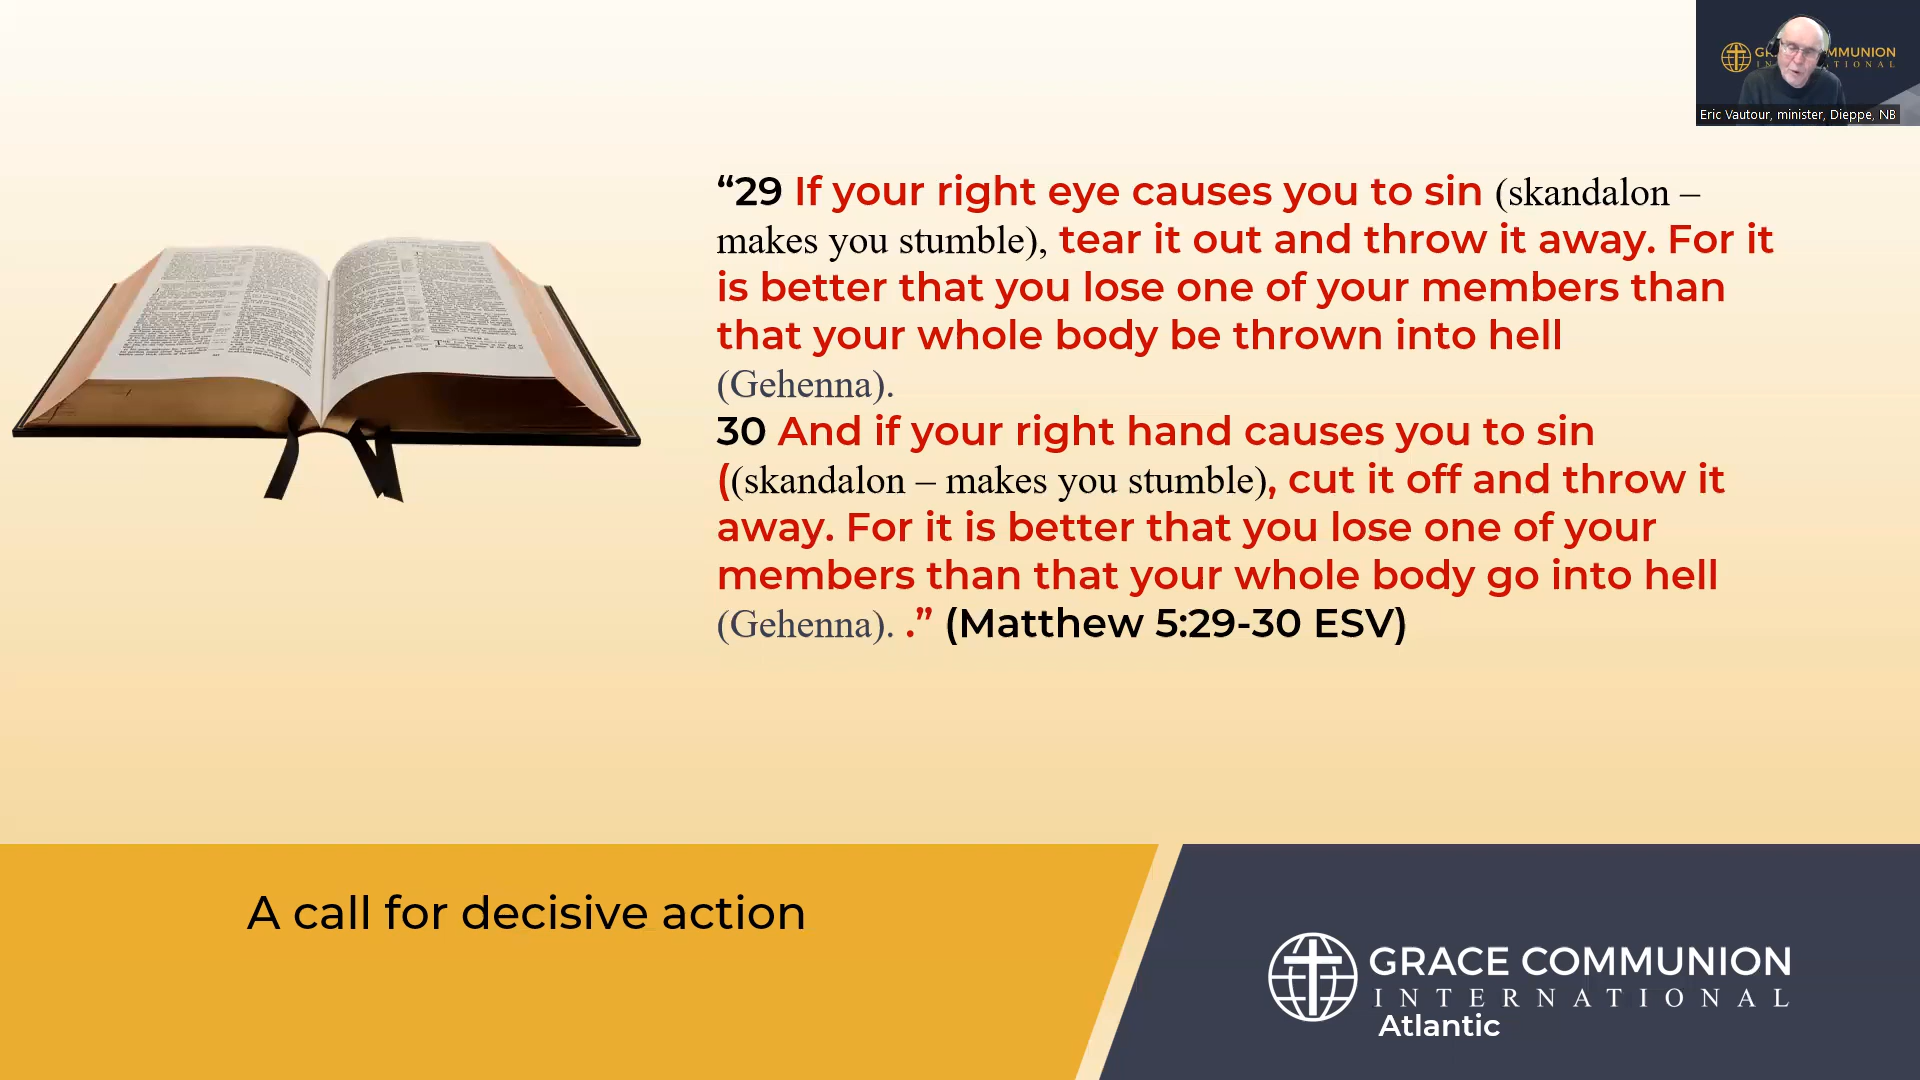 GRACE COMMUNION
Eric Vautour, minister, Dieppe, NB
“29 If your right eye causes you to sin (skandalon –
makes you stumble), tear it out and throw it away. For it
is better that you lose one of your members than
that your whole body be thrown into hell
(Gehenna).
30 And if your right hand causes you to sin
((skandalon – makes you stumble), cut it off and throw it
away. For it is better that you lose one of your
members than that your whole body go into hell
(Gehenna). .” (Matthew 5:29-30 ESV)
A call for decisive action
GRACE COMMUNION
INTERNATIONAL
Atlantic